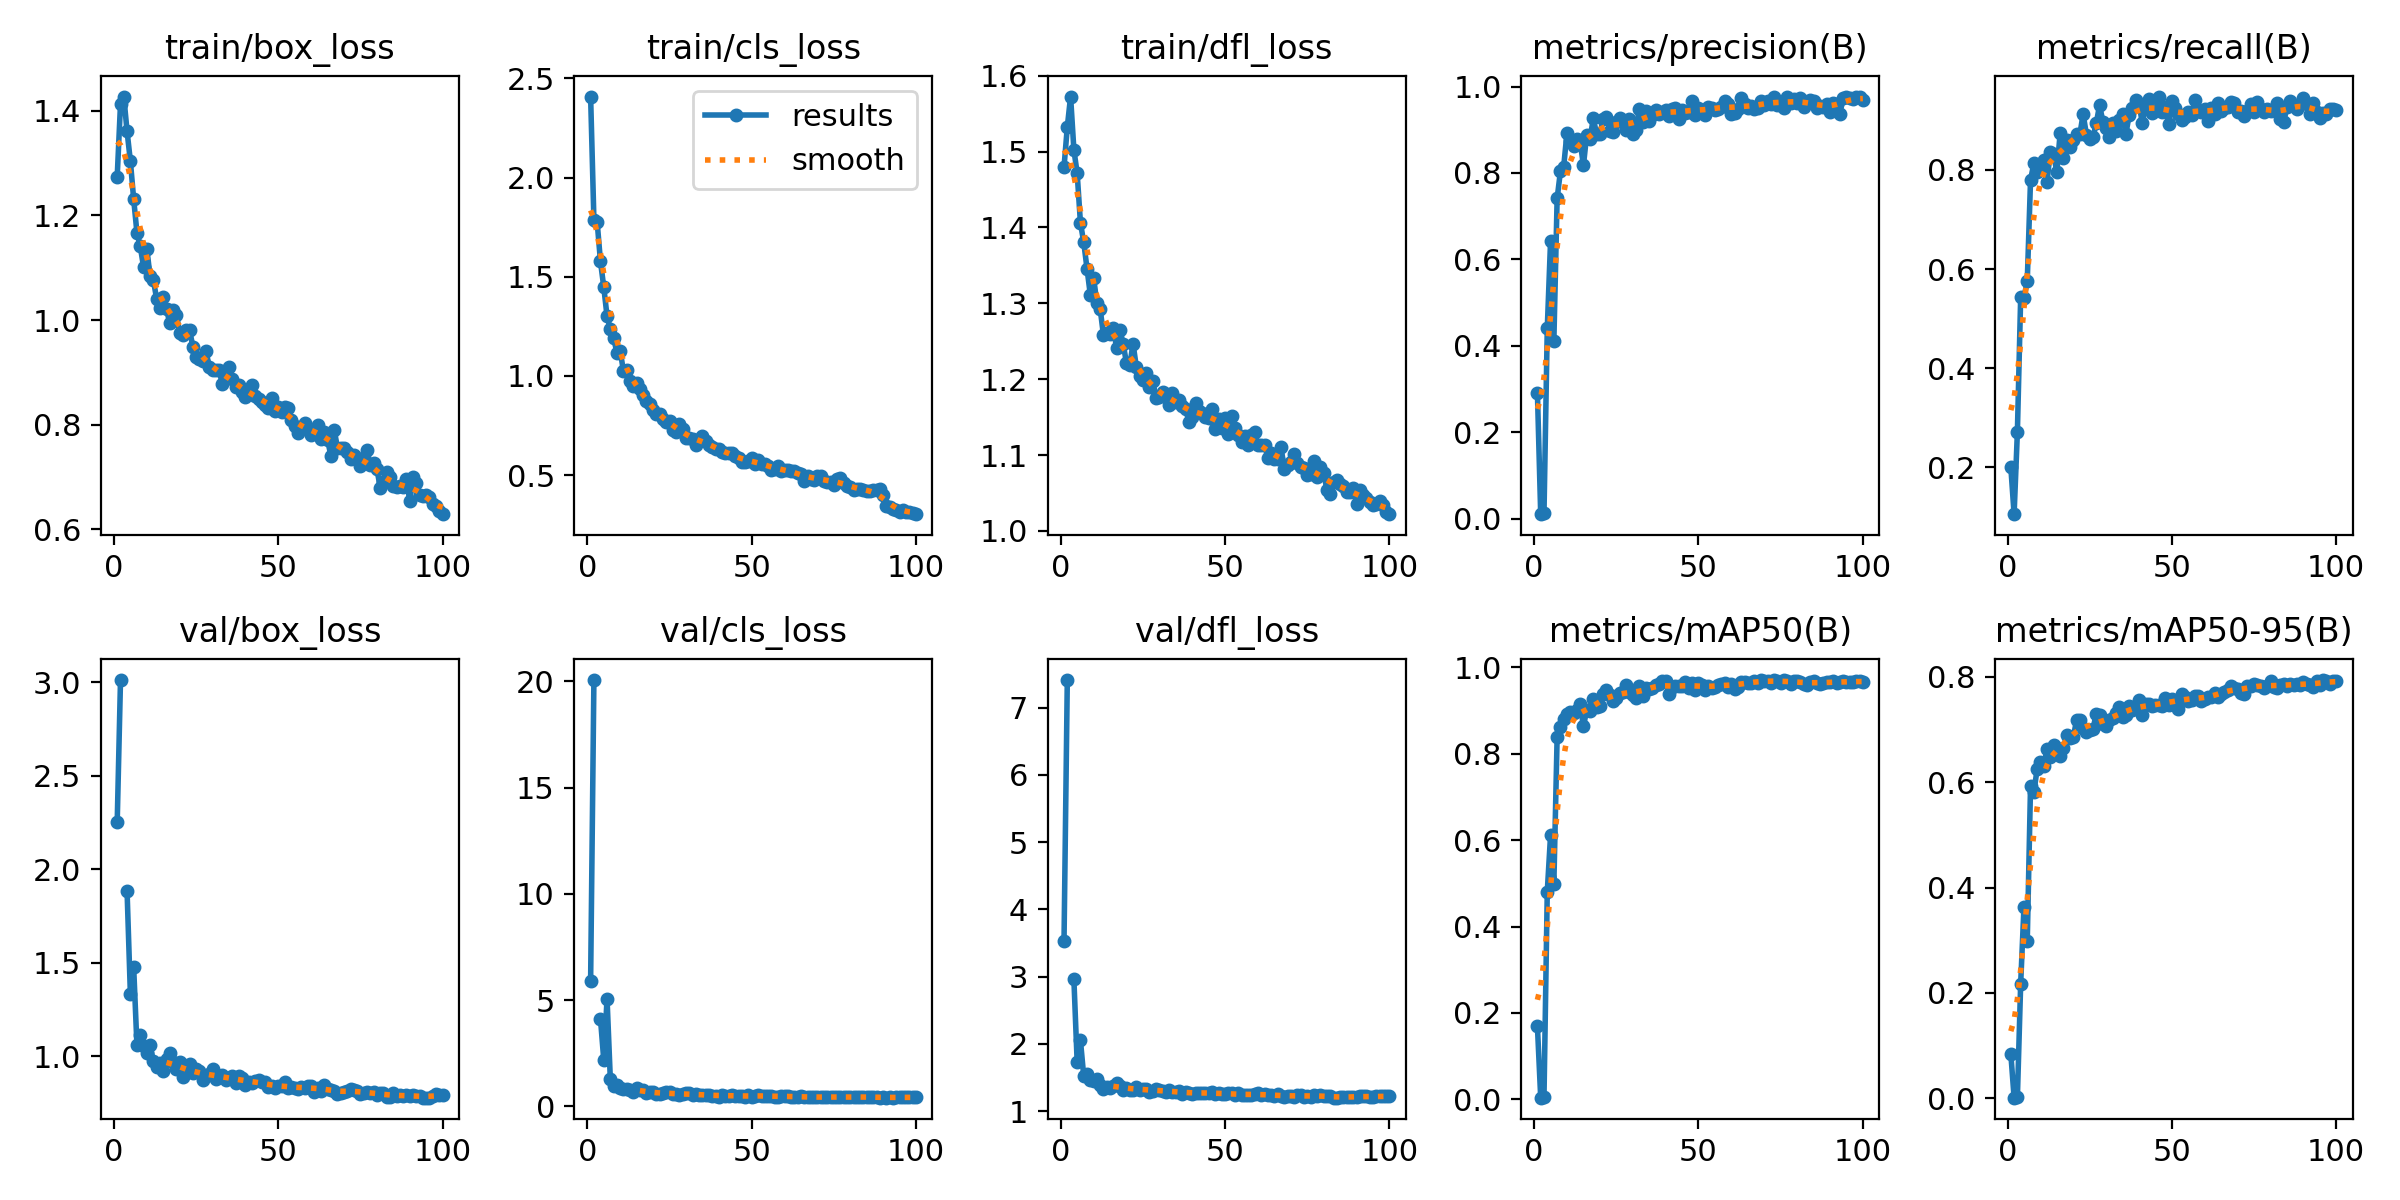 train/box_loss
1.4
1.2
1.0
0.8
0.6
0 50 100
train/cls_loss
2.5
2.0
1.5
1.0
0.5
results
smooth
0 50 100
train/dfl_loss
1.6
1.5
1.4
1.3
1.2
1.1
1.0
0 50 100
metrics/precision(B)
1.0
0.8
0.6
0.4
0.2
0.0
0 50 100
metrics/recall(B)
0.8
0.6
0.4
0.2
0 50 100
val/box_loss
3.0
2.5
2.0
1.5
1.0
0 50 100
val/cls_loss
20
15
10
5
0
0 50 100
val/dfl_loss
7
6
5
4
3
2
1
0 50 100
metrics/mAP50(B)
1.0
0.8
0.6
0.4
0.2
0.0
0 50 100
metrics/mAP50-95(B)
0.8
0.6
0.4
0.2
0.0
0 50 100